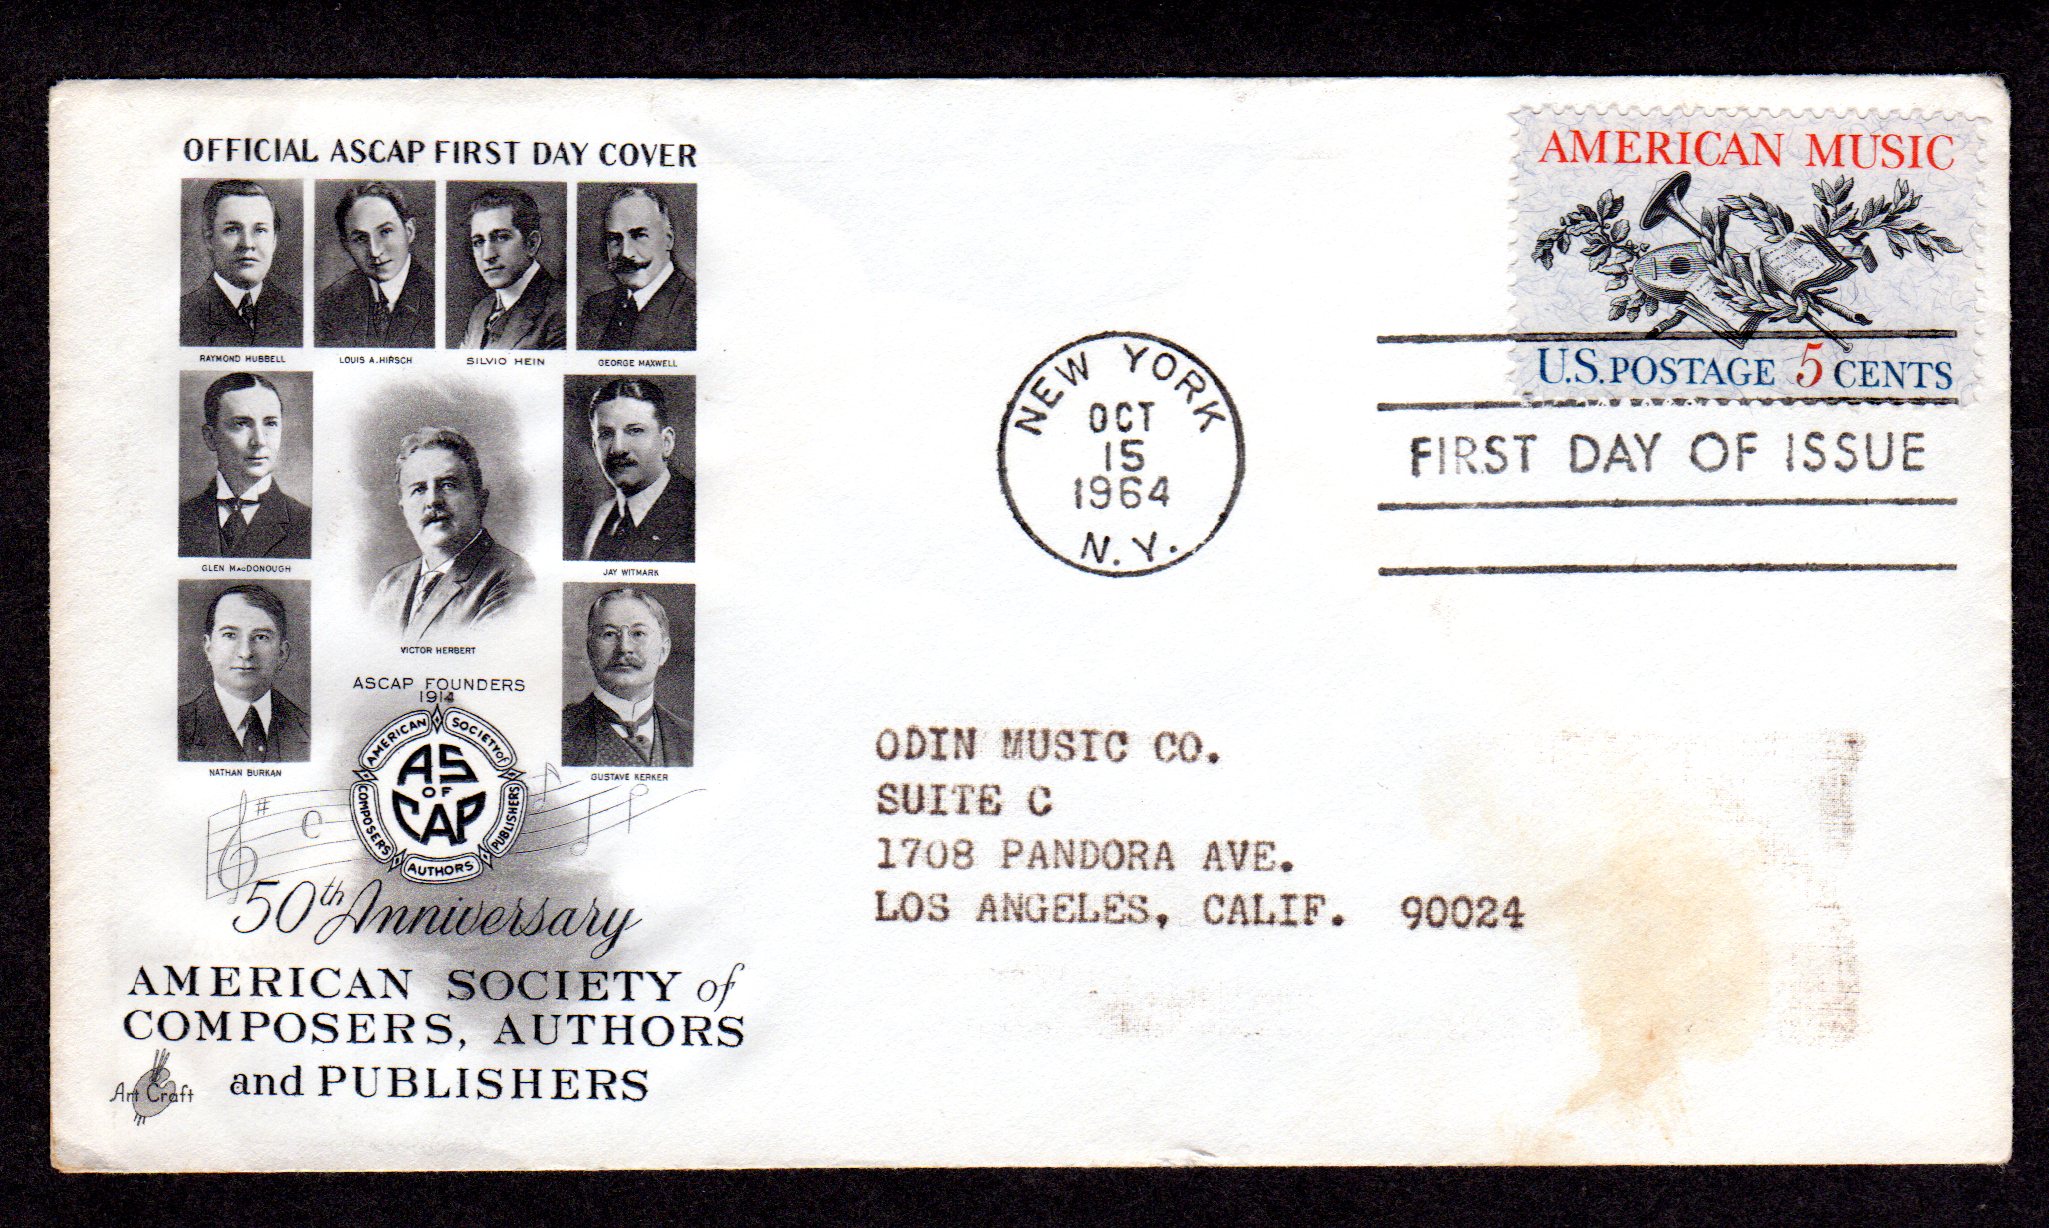 OFFICIAL ASCAP FIRST DAY COVER
RAYMOND HUBBELL
LOUIS A. HIRSCH
SILVIO HEIN
GEORGE MAXWELL
GLEN MacDONOUGH
VICTOR HERBERT
JAY WITMARK
NATHAN BURKAN
GUSTAVE KERKER
ASCAP FOUNDERS
1914
AMERICAN SOCIETY of COMPOSERS AUTHORS PUBLISHERS
AS
OF
CAP
50th Anniversary
AMERICAN SOCIETY of
COMPOSERS, AUTHORS
and PUBLISHERS
Art Craft
NEW YORK
OCT
15
1964
N.Y.
AMERICAN MUSIC
U.S. POSTAGE 5 CENTS
FIRST DAY OF ISSUE
ODIN MUSIC CO.
SUITE C
1708 PANDORA AVE.
LOS ANGELES, CALIF. 90024